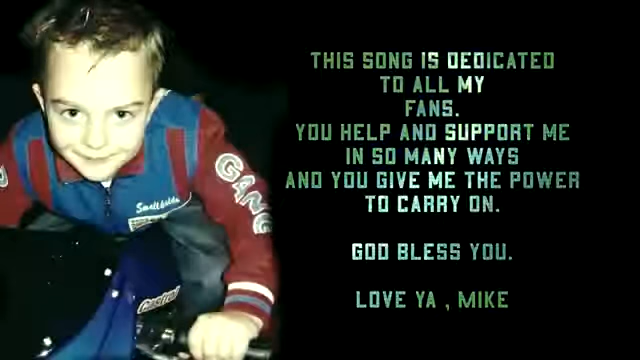 THIS SONG IS DEDICATED
TO ALL MY
FANS.
YOU HELP AND SUPPORT ME
IN SO MANY WAYS
AND YOU GIVE ME THE POWER
TO CARRY ON.
GOD BLESS YOU.
LOVE YA , MIKE
GANG
Castrol